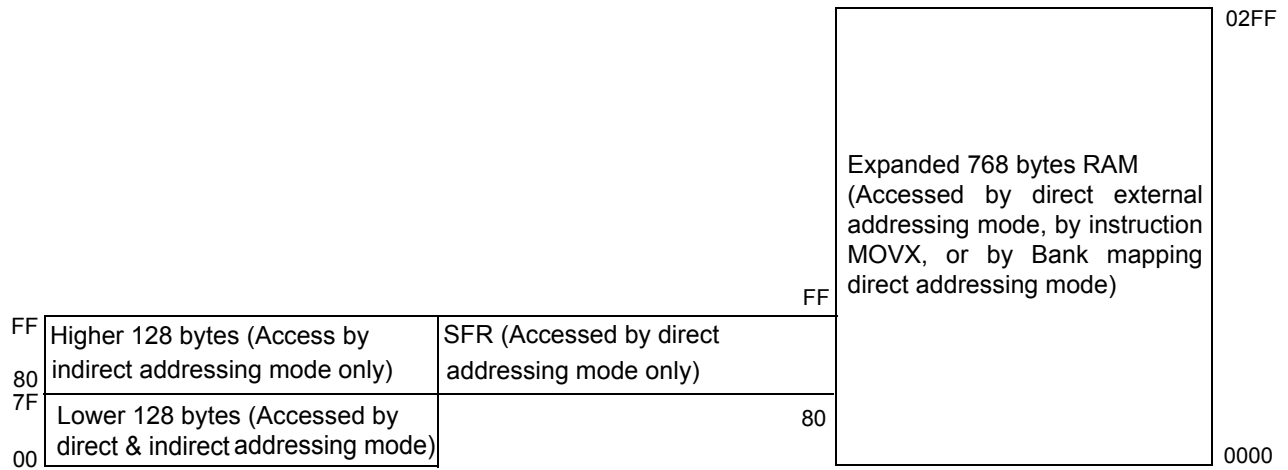 02FF
Expanded 768 bytes RAM
(Accessed by direct external
addressing mode, by instruction
MOVX, or by Bank mapping
direct addressing mode)
FF
FF
Higher 128 bytes (Access by
indirect addressing mode only)
80
SFR (Accessed by direct
addressing mode only)
7F
Lower 128 bytes (Accessed by
direct & indirect addressing mode)
00
80
0000